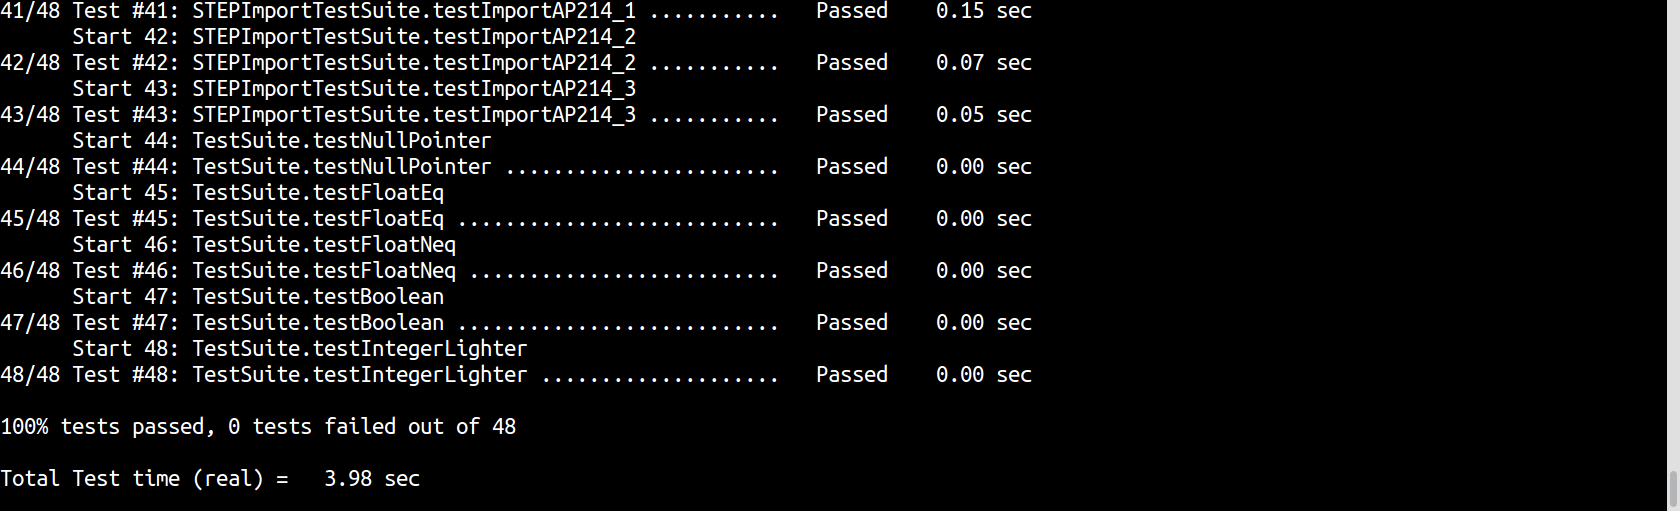 41/48 Test #41: STEPImportTestSuite.testImportAP214_1 ...........   Passed    0.15 sec
      Start 42: STEPImportTestSuite.testImportAP214_2
42/48 Test #42: STEPImportTestSuite.testImportAP214_2 ...........   Passed    0.07 sec
      Start 43: STEPImportTestSuite.testImportAP214_3
43/48 Test #43: STEPImportTestSuite.testImportAP214_3 ...........   Passed    0.05 sec
      Start 44: TestSuite.testNullPointer
44/48 Test #44: TestSuite.testNullPointer .......................   Passed    0.00 sec
      Start 45: TestSuite.testFloatEq
45/48 Test #45: TestSuite.testFloatEq ...........................   Passed    0.00 sec
      Start 46: TestSuite.testFloatNeq
46/48 Test #46: TestSuite.testFloatNeq ..........................   Passed    0.00 sec
      Start 47: TestSuite.testBoolean
47/48 Test #47: TestSuite.testBoolean ...........................   Passed    0.00 sec
      Start 48: TestSuite.testIntegerLighter
48/48 Test #48: TestSuite.testIntegerLighter ....................   Passed    0.00 sec

100% tests passed, 0 tests failed out of 48

Total Test time (real) =   3.98 sec